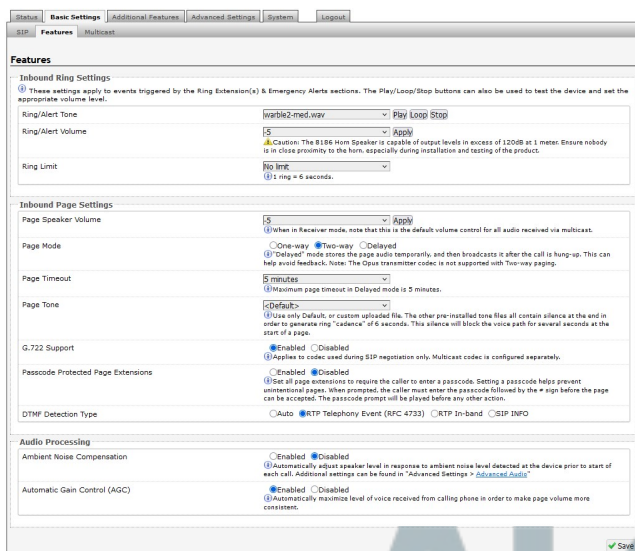 Status Basic Settings Additional Features Advanced Settings System Logout
SIP Features Multicast
Features
Inbound Ring Settings
These settings apply to events triggered by the Ring Extension(s) & Emergency Alerts sections. The Play/Loop/Stop buttons can also be used to test the device and set the
appropriate volume level.
Ring/Alert Tone warble2-med.wav Play Loop Stop
Ring/Alert Volume -5 Apply
Caution: The 8186 Horn Speaker is capable of output levels in excess of 120dB at 1 meter. Ensure nobody
is in close proximity to the horn, especially during installation and testing of the product.
Ring Limit No limit
1 ring = 6 seconds.
Inbound Page Settings
Page Speaker Volume -5 Apply
When in Receiver mode, note that this is the default volume control for all audio received via multicast.
Page Mode One-way Two-way Delayed
"Delayed" mode stores the page audio temporarily, and then broadcasts it after the call is hung-up. This can
help avoid feedback. Note: The Opus transmitter codec is not supported with Two-way paging.
Page Timeout 5 minutes
Maximum page timeout in Delayed mode is 5 minutes.
Page Tone <Default>
Use only Default, or custom uploaded file. The other pre-installed tone files all contain silence at the end in
order to generate ring "cadence" of 6 seconds. This silence will block the voice path for several seconds at the
start of a page.
G.722 Support Enabled Disabled
Applies to codec used during SIP negotiation only. Multicast codec is configured separately.
Passcode Protected Page Extensions Enabled Disabled
Set all page extensions to require the caller to enter a passcode. Setting a passcode helps prevent
unintentional pages. When prompted, the caller must enter the passcode followed by the # sign before the page
can be accepted. The passcode prompt will be played before any other action.
DTMF Detection Type Auto RTP Telephony Event (RFC 4733) RTP In-band SIP INFO
Audio Processing
Ambient Noise Compensation Enabled Disabled
Automatically adjust speaker level in response to ambient noise level detected at the device prior to start of
each call. Additional settings can be found in "Advanced Settings > Advanced Audio"
Automatic Gain Control (AGC) Enabled Disabled
Automatically maximize level of voice received from calling phone in order to make page volume more
consistent.
Save